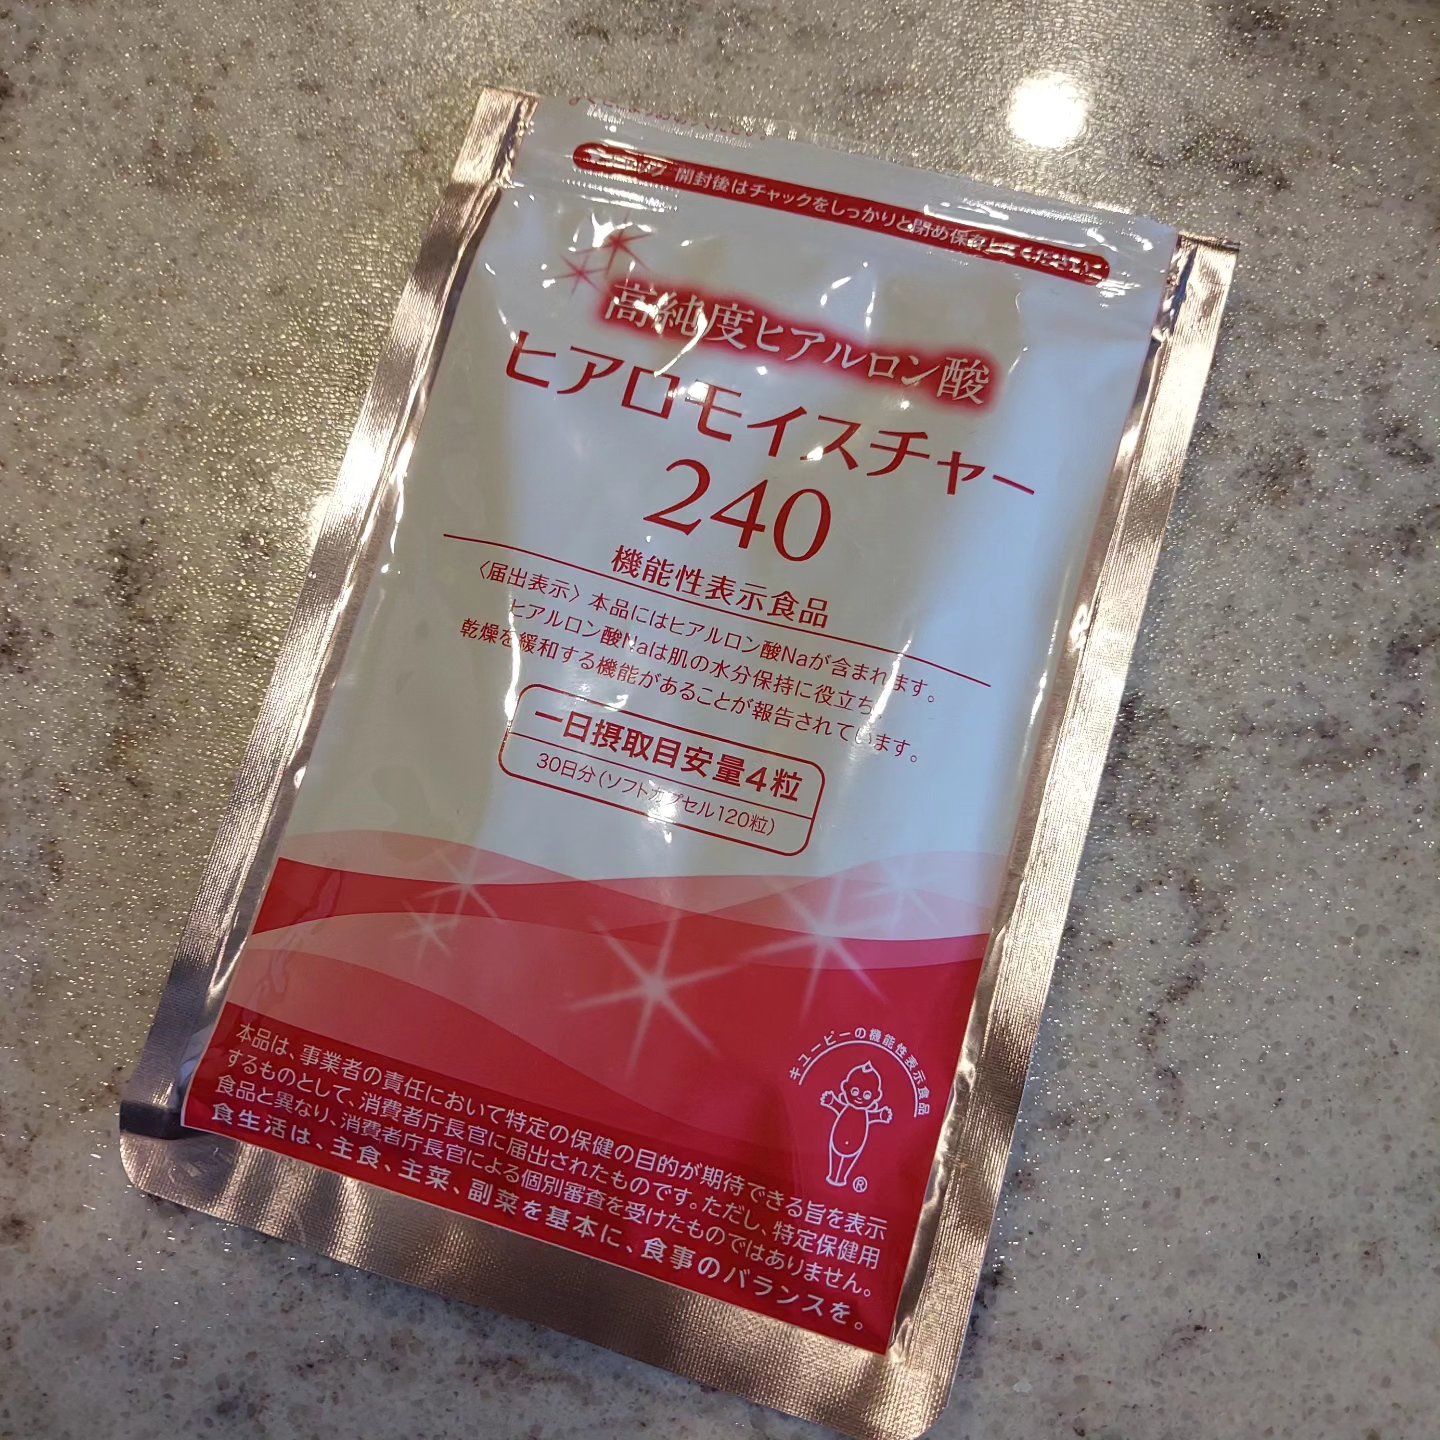 開封後はチャックをしっかりと閉め保存してください
高純度ヒアルロン酸
ヒアロモイスチャー
240
機能性表示食品
〈届出表示〉本品にはヒアルロン酸Naが含まれます。
ヒアルロン酸Naは肌の水分保持に役立ち、
乾燥を緩和する機能があることが報告されています。
一日摂取目安量4粒
30日分(ソフトカプセル120粒)
キユーピーの機能性表示食品
®
本品は、事業者の責任において特定の保健の目的が期待できる旨を表示
するものとして、消費者庁長官に届出されたものです。ただし、特定保健用
食品と異なり、消費者庁長官による個別審査を受けたものではありません。
食生活は、主食、主菜、副菜を基本に、食事のバランスを。